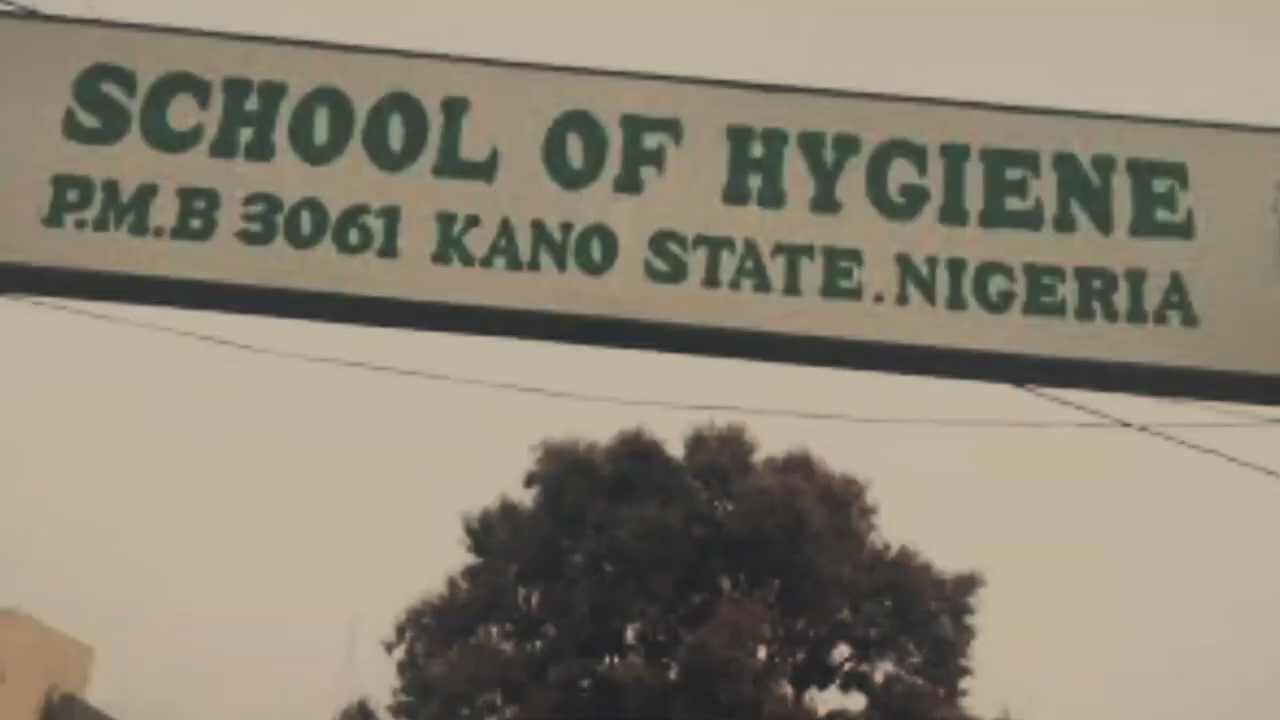 SCHOOL OF HYGIENE
P.M.B 3061 KANO STATE.NIGERIA